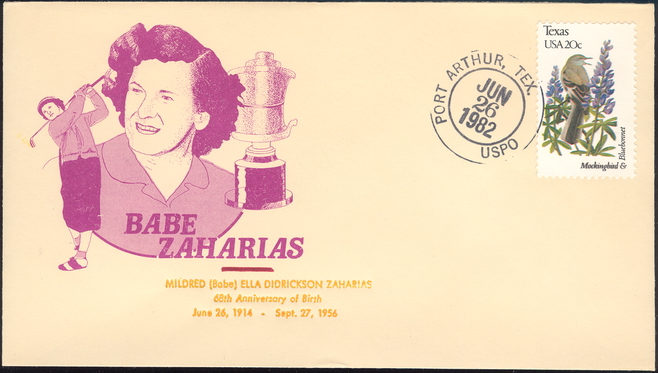 BABE
ZAHARIAS
MILDRED (Babe) ELLA DIDRICKSON ZAHARIAS
68th Anniversary of Birth
June 26, 1914 - Sept. 27, 1956
PORT ARTHUR, TEX.
JUN
26
1982
USPO
Texas
USA 20c
Mockingbird &
Bluebonnet